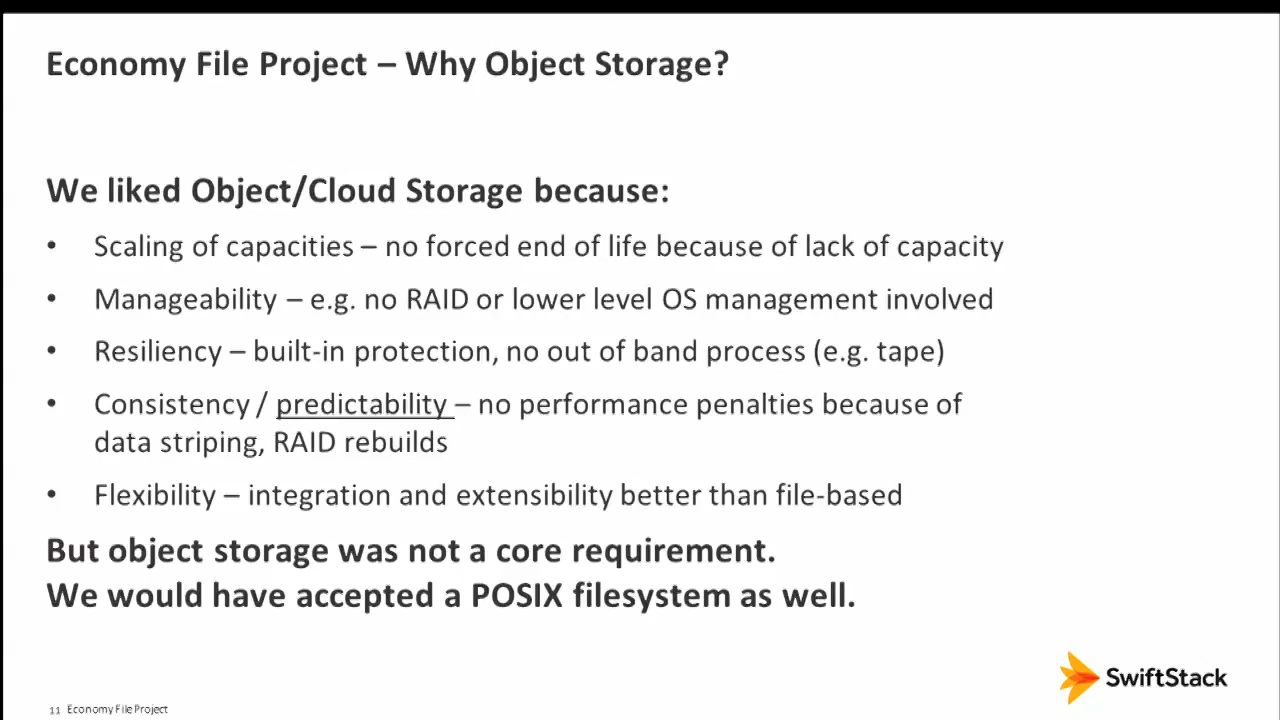 Economy File Project – Why Object Storage?
We liked Object/Cloud Storage because:
• Scaling of capacities – no forced end of life because of lack of capacity
• Manageability – e.g. no RAID or lower level OS management involved
• Resiliency – built-in protection, no out of band process (e.g. tape)
• Consistency / predictability – no performance penalties because of
data striping, RAID rebuilds
• Flexibility – integration and extensibility better than file-based
But object storage was not a core requirement.
We would have accepted a POSIX filesystem as well.
SwiftStack
11 Economy File Project